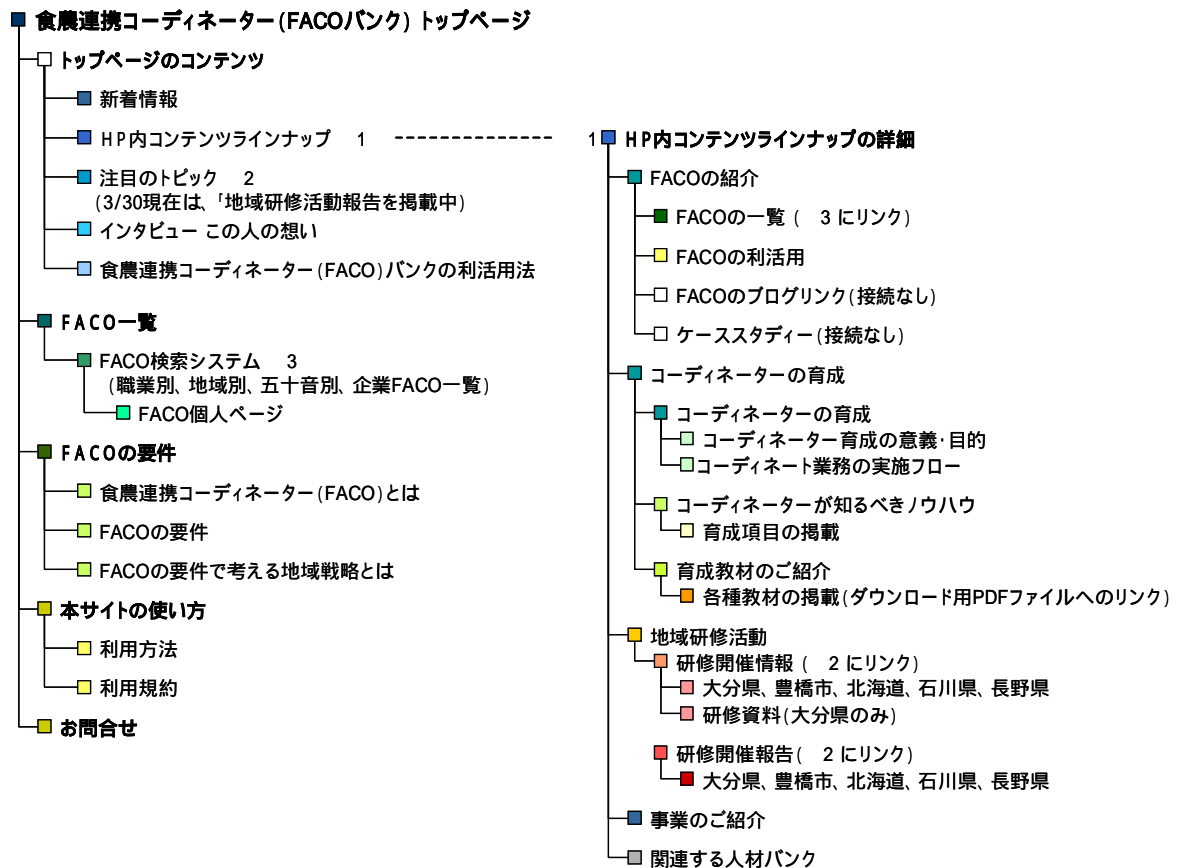 食農連携コーディネーター(FACOバンク) トップページ
トップページのコンテンツ
新着情報
HP内コンテンツラインナップ 1
注目のトピック 2
(3/30現在は、「地域研修活動報告を掲載中)
インタビュー この人の想い
食農連携コーディネーター(FACO)バンクの利活用法
FACO一覧
FACO検索システム 3
(職業別、地域別、五十音別、企業FACO一覧)
FACO個人ページ
FACOの要件
食農連携コーディネーター(FACO)とは
FACOの要件
FACOの要件で考える地域戦略とは
本サイトの使い方
利用方法
利用規約
お問合せ
1 HP内コンテンツラインナップの詳細
FACOの紹介
FACOの一覧 ( 3 にリンク)
FACOの利活用
FACOのブログリンク(接続なし)
ケーススタディー(接続なし)
コーディネーターの育成
コーディネーターの育成
コーディネーター育成の意義・目的
コーディネート業務の実施フロー
コーディネーターが知るべきノウハウ
育成項目の掲載
育成教材のご紹介
各種教材の掲載(ダウンロード用PDFファイルへのリンク)
地域研修活動
研修開催情報 ( 2 にリンク)
大分県、豊橋市、北海道、石川県、長野県
研修資料(大分県のみ)
研修開催報告( 2 にリンク)
大分県、豊橋市、北海道、石川県、長野県
事業のご紹介
関連する人材バンク